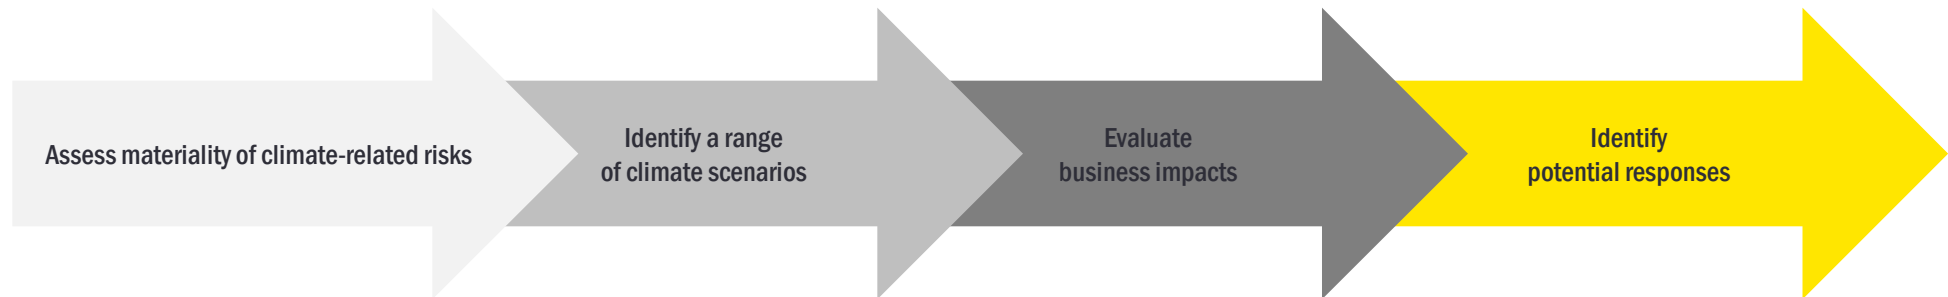 Assess materiality of climate-related risks
Identify a range
of climate scenarios
Evaluate
business impacts
Identify
potential responses